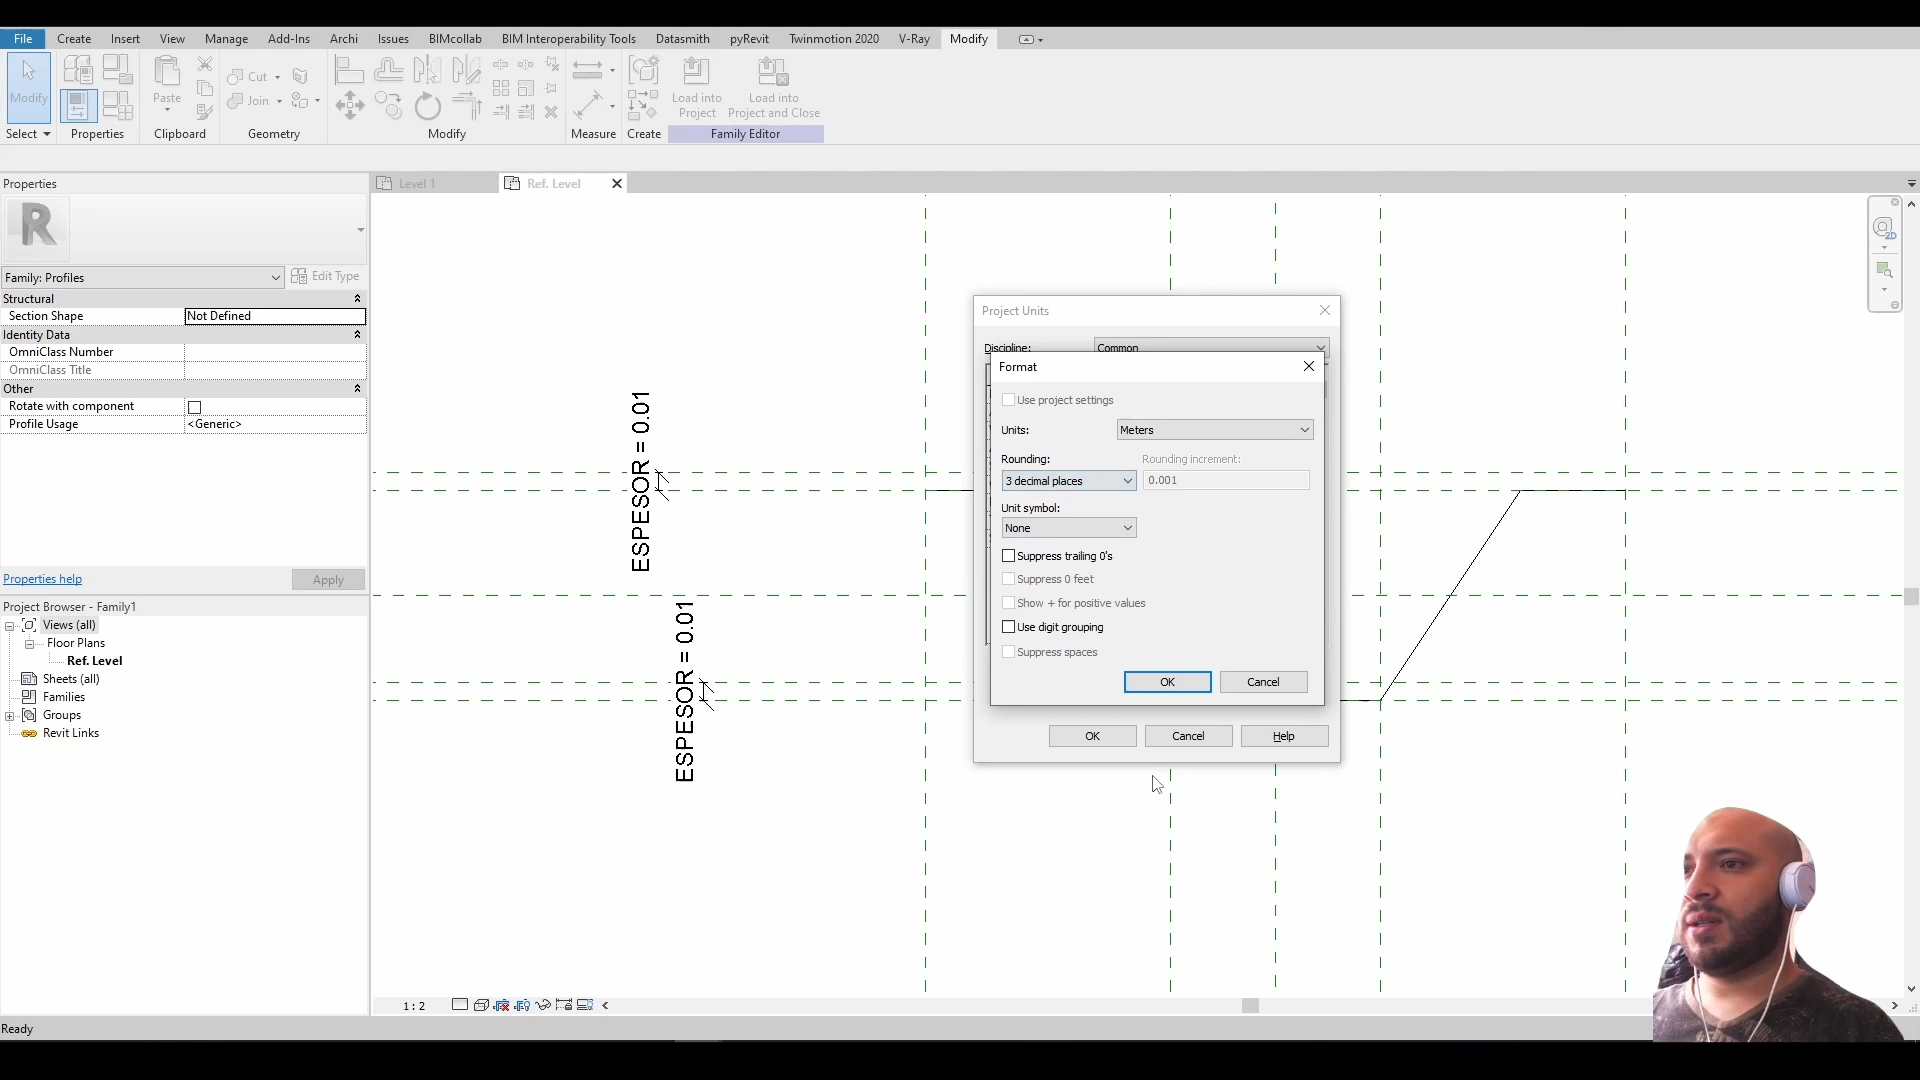 File Create Insert View Manage Add-Ins Archi Issues BIMcollab BIM Interoperability Tools Datasmith pyRevit Twinmotion 2020 V-Ray Modify
Modify
Paste
Cut
Join
Load into
Project
Load into
Project and Close
Select Properties Clipboard Geometry Modify Measure Create Family Editor
Properties
Level 1
Ref. Level
R
Family: Profiles
Edit Type
Structural
Section Shape Not Defined
Identity Data
OmniClass Number
OmniClass Title
Other
Rotate with component
Profile Usage <Generic>
Properties help
Apply
Project Browser - Family1
Views (all)
Floor Plans
Ref. Level
Sheets (all)
Families
Groups
Revit Links
ESPESOR = 0.01
ESPESOR = 0.01
Project Units
Discipline: Common
Format
Use project settings
Units: Meters
Rounding: Rounding increment:
3 decimal places 0.001
Unit symbol:
None
Suppress trailing 0's
Suppress 0 feet
Show + for positive values
Use digit grouping
Suppress spaces
OK Cancel
OK Cancel Help
2D
1 : 2
Ready